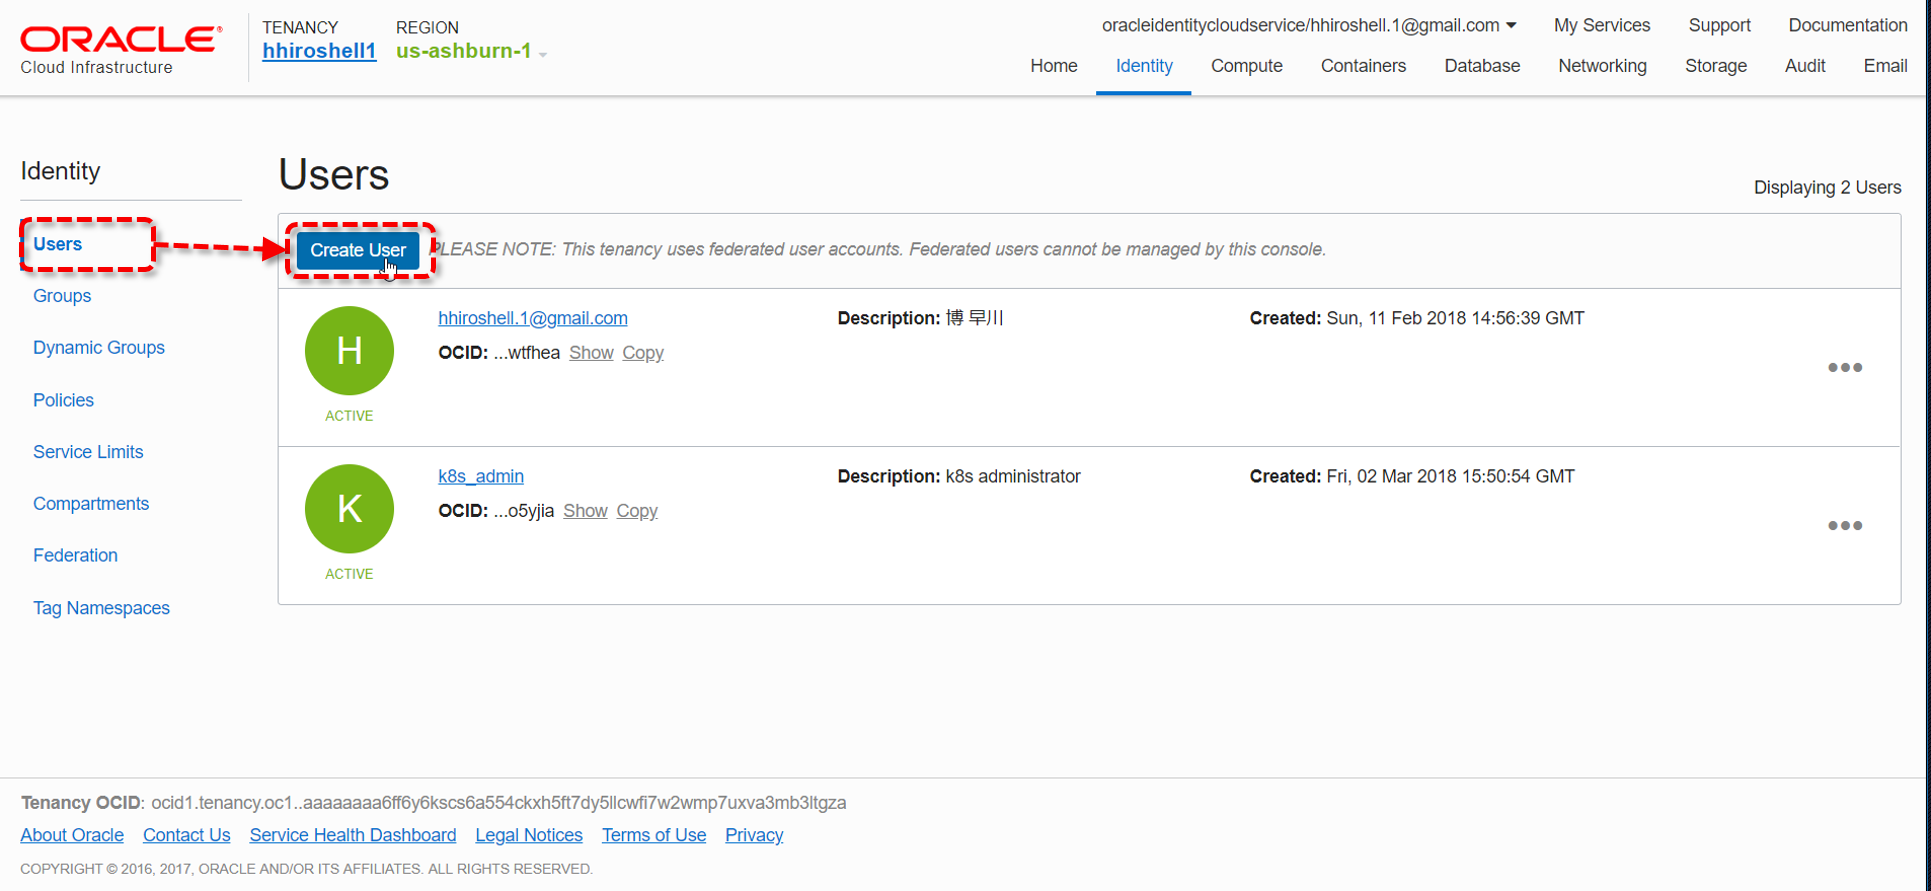 ORACLE®
Cloud Infrastructure
TENANCY
hhiroshell1
REGION
us-ashburn-1
oracleidentitycloudservice/hhiroshell.1@gmail.com
My Services
Support
Documentation
Home
Identity
Compute
Containers
Database
Networking
Storage
Audit
Email
Identity
Users
Groups
Dynamic Groups
Policies
Service Limits
Compartments
Federation
Tag Namespaces
Users
Displaying 2 Users
Create User
PLEASE NOTE: This tenancy uses federated user accounts. Federated users cannot be managed by this console.
H
ACTIVE
hhiroshell.1@gmail.com
OCID: ...wtfhea Show Copy
Description: 博 早川
Created: Sun, 11 Feb 2018 14:56:39 GMT
K
ACTIVE
k8s_admin
OCID: ...o5yjia Show Copy
Description: k8s administrator
Created: Fri, 02 Mar 2018 15:50:54 GMT
Tenancy OCID: ocid1.tenancy.oc1..aaaaaaaa6ff6y6kscs6a554ckxh5ft7dy5llcwfi7w2wmp7uxva3mb3ltgza
About Oracle Contact Us Service Health Dashboard Legal Notices Terms of Use Privacy
COPYRIGHT © 2016, 2017, ORACLE AND/OR ITS AFFILIATES. ALL RIGHTS RESERVED.